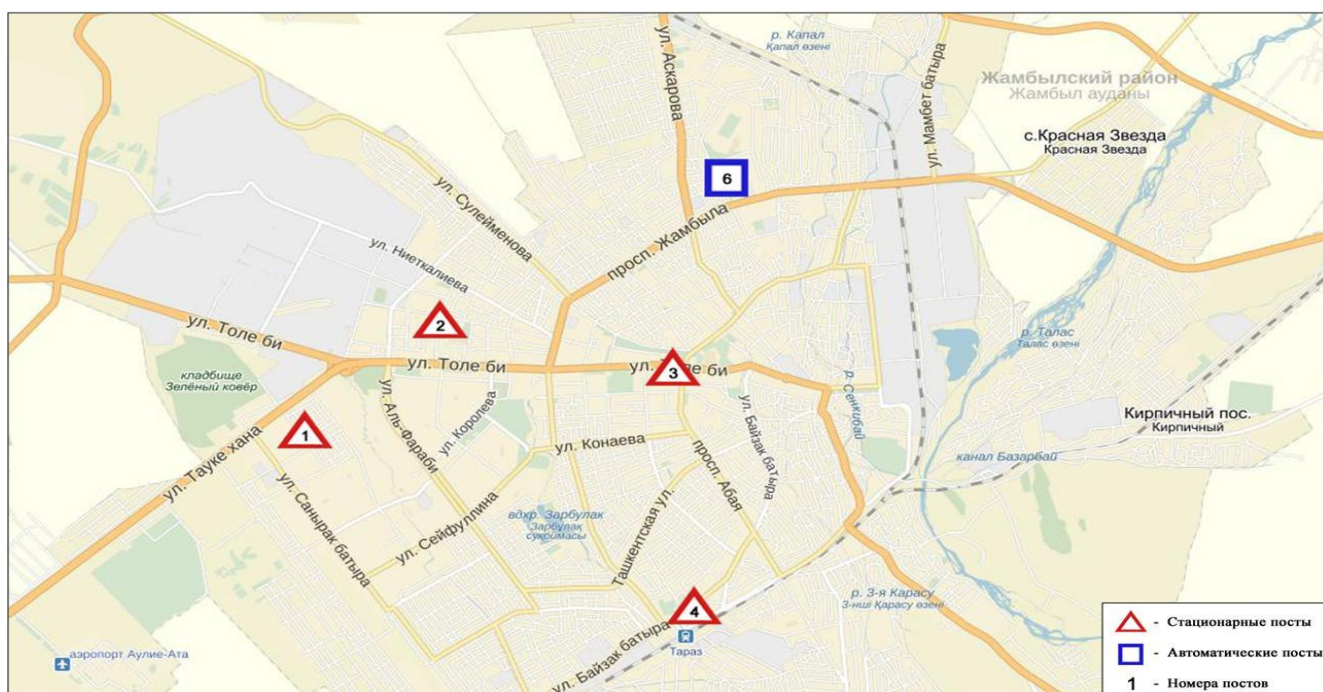 ул. Аскарова
р. Капал
Қапал өзені
ул. Мамбет батыра
Жамбылский район
Жамбыл ауданы
с.Красная Звезда
Красная Звезда
6
ул. Сулейменова
просп. Жамбыла
ул. Ниеткалиева
2
ул. Толе би
ул. Толе би
ул. Толе би
3
р. Талас
Талас өзені
кладбище
Зелёный ковёр
ул. Аль-Фараби
ул. Королева
р. Сенкибай
ул. Байзак батыра
Кирпичный пос.
Кирпичный
1
ул. Тауке хана
ул. Конаева
просп. Абая
канал Базарбай
ул. Санырак батыра
ул. Сейфуллина
вдхр. Зарбулак
Зарбұлақ
суқоймасы
Ташкентская ул.
4
р. 3-я Карасу
3-нші Қарасу өзені
ул. Байзак батыра
Тараз
аэропорт Аулие-Ата
- Стационарные посты
- Автоматические посты
1 - Номера постов